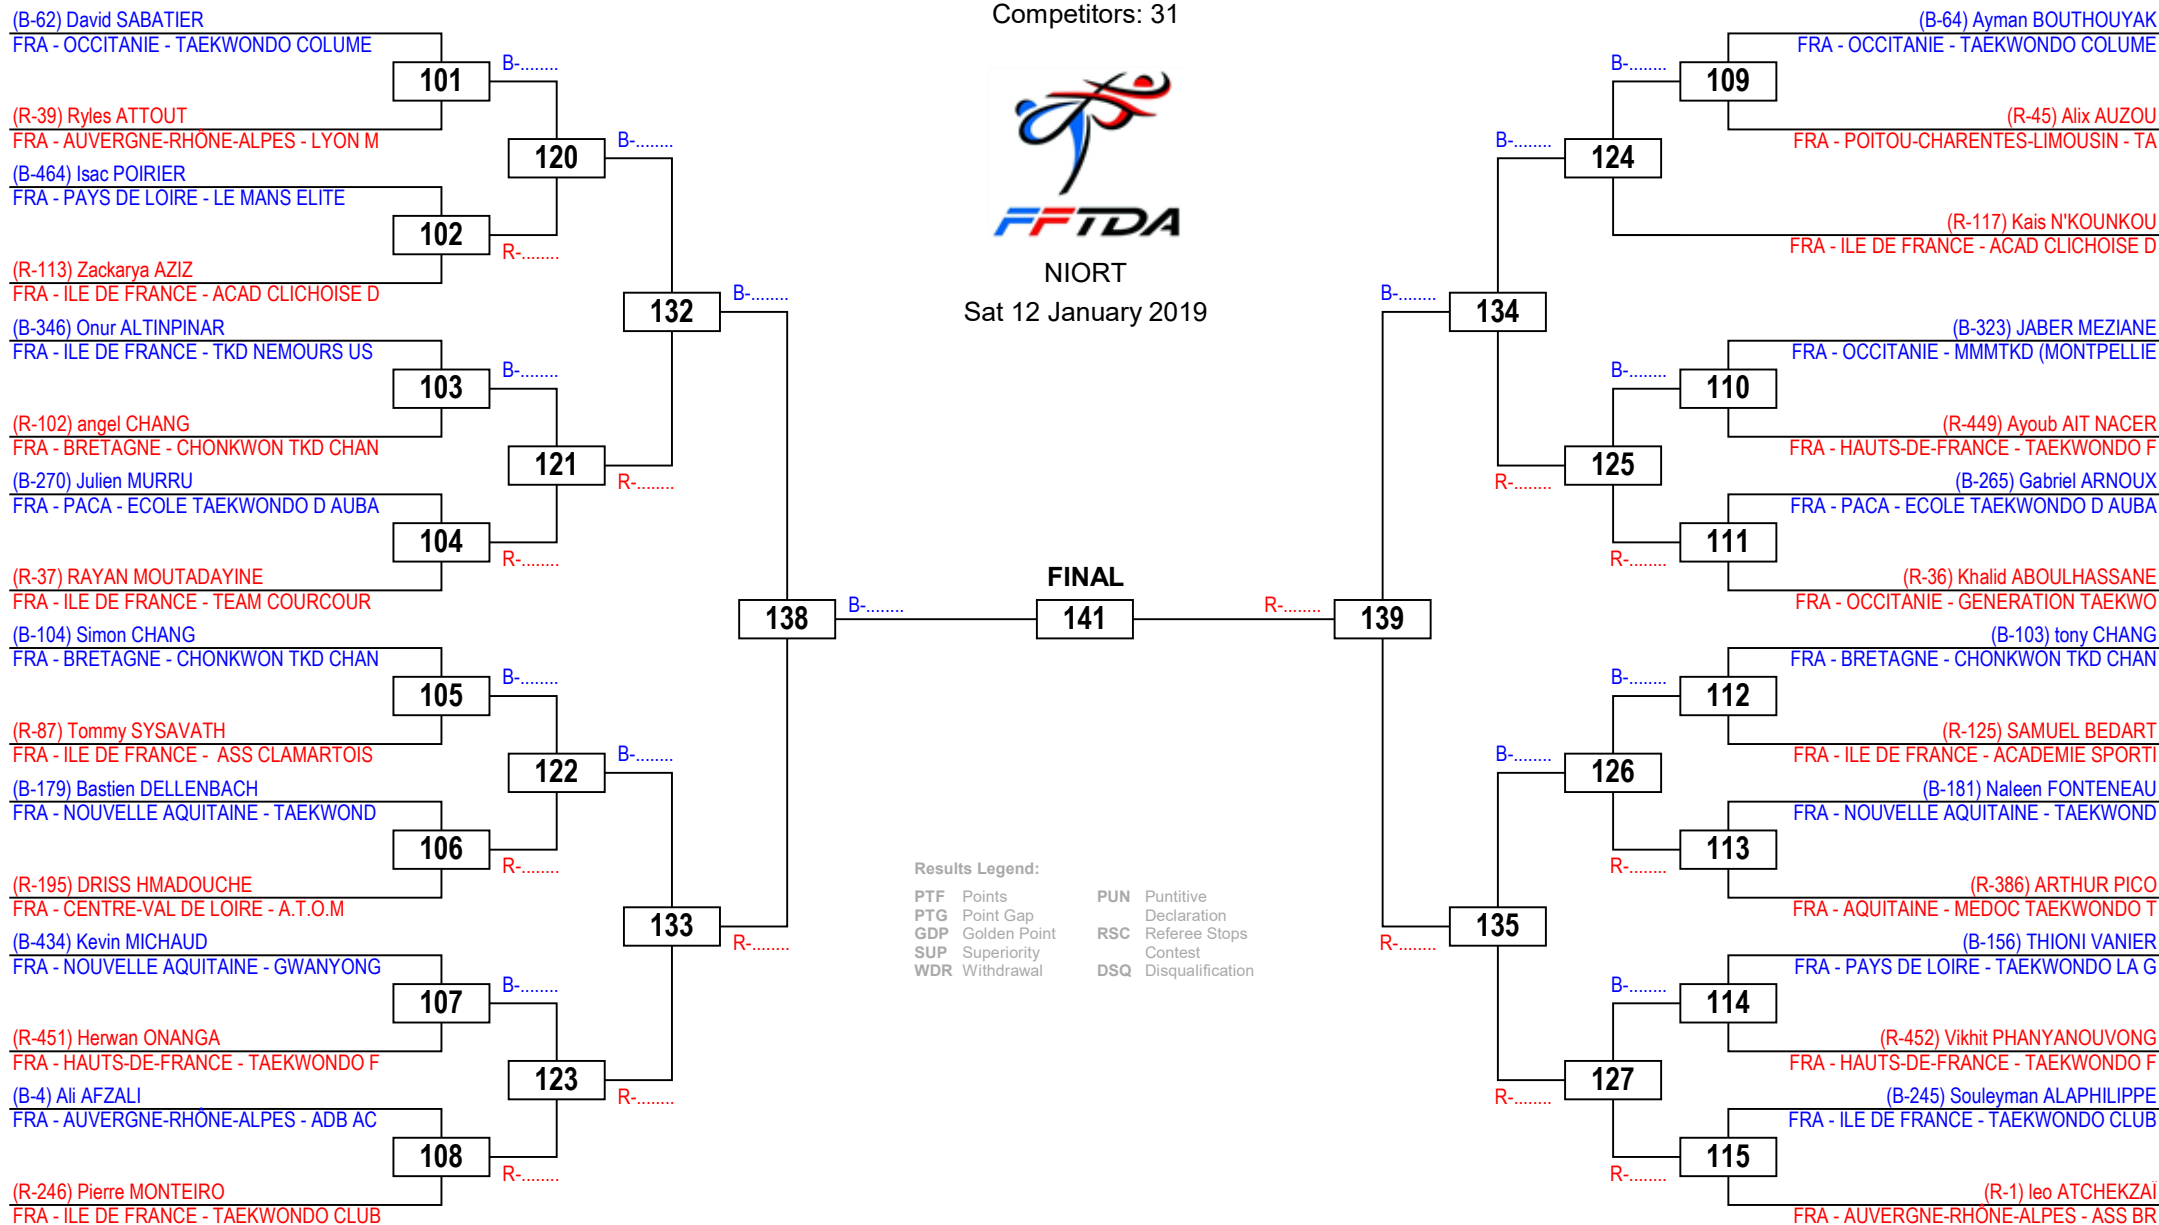 Competitors: 31
FFTDA
NIORT
Sat 12 January 2019
(B-62) David SABATIER
FRA - OCCITANIE - TAEKWONDO COLUME
101
B-........
(R-39) Ryles ATTOUT
FRA - AUVERGNE-RHÔNE-ALPES - LYON M
120
B-........
(B-464) Isac POIRIER
FRA - PAYS DE LOIRE - LE MANS ELITE
102
R-........
(R-113) Zackarya AZIZ
FRA - ILE DE FRANCE - ACAD CLICHOISE D
132
B-........
(B-346) Onur ALTINPINAR
FRA - ILE DE FRANCE - TKD NEMOURS US
103
B-........
(R-102) angel CHANG
FRA - BRETAGNE - CHONKWON TKD CHAN
121
R-........
(B-270) Julien MURRU
FRA - PACA - ECOLE TAEKWONDO D AUBA
104
R-........
(R-37) RAYAN MOUTADAYINE
FRA - ILE DE FRANCE - TEAM COURCOUR
138
B-........
(B-104) Simon CHANG
FRA - BRETAGNE - CHONKWON TKD CHAN
105
B-........
(R-87) Tommy SYSAVATH
FRA - ILE DE FRANCE -  ASS CLAMARTOIS
122
B-........
(B-179) Bastien DELLENBACH
FRA - NOUVELLE AQUITAINE - TAEKWOND
106
R-........
(R-195) DRISS HMADOUCHE
FRA - CENTRE-VAL DE LOIRE - A.T.O.M
133
R-........
(B-434) Kevin MICHAUD
FRA - NOUVELLE AQUITAINE - GWANYONG
107
B-........
(R-451) Herwan ONANGA
FRA - HAUTS-DE-FRANCE - TAEKWONDO F
123
R-........
(B-4) Ali AFZALI
FRA - AUVERGNE-RHÔNE-ALPES - ADB AC
108
R-........
(R-246) Pierre MONTEIRO
FRA - ILE DE FRANCE - TAEKWONDO CLUB
FINAL
141
Results Legend:
PTF Points
PTG Point Gap
GDP Golden Point
SUP Superiority
WDR Withdrawal
PUN Puntitive
Declaration
RSC Referee Stops
Contest
DSQ Disqualification
(B-64) Ayman BOUTHOUYAK
FRA - OCCITANIE - TAEKWONDO COLUME
B-........
109
(R-45) Alix AUZOU
FRA - POITOU-CHARENTES-LIMOUSIN - TA
B-........
124
(R-117) Kais N'KOUNKOU
FRA - ILE DE FRANCE - ACAD CLICHOISE D
B-........
134
(B-323) JABER MEZIANE
FRA - OCCITANIE - MMMTKD (MONTPELLIE
B-........
110
(R-449) Ayoub AIT NACER
FRA - HAUTS-DE-FRANCE - TAEKWONDO F
125
R-........
(B-265) Gabriel ARNOUX
FRA - PACA - ECOLE TAEKWONDO D AUBA
111
R-........
(R-36) Khalid ABOULHASSANE
FRA - OCCITANIE - GENERATION TAEKWO
R-........
139
(B-103) tony CHANG
FRA - BRETAGNE - CHONKWON TKD CHAN
B-........
112
(R-125) SAMUEL BEDART
FRA - ILE DE FRANCE - ACADEMIE SPORTI
B-........
126
(B-181) Naleen FONTENEAU
FRA - NOUVELLE AQUITAINE - TAEKWOND
113
R-........
(R-386) ARTHUR PICO
FRA - AQUITAINE - MEDOC TAEKWONDO T
135
R-........
(B-156) THIONI VANIER
FRA - PAYS DE LOIRE - TAEKWONDO LA G
B-........
114
(R-452) Vikhit PHANYANOUVONG
FRA - HAUTS-DE-FRANCE - TAEKWONDO F
127
R-........
(B-245) Souleyman ALAPHILIPPE
FRA - ILE DE FRANCE - TAEKWONDO CLUB
115
R-........
(R-1) leo ATCHEKZAÏ
FRA - AUVERGNE-RHÔNE-ALPES - ASS BR